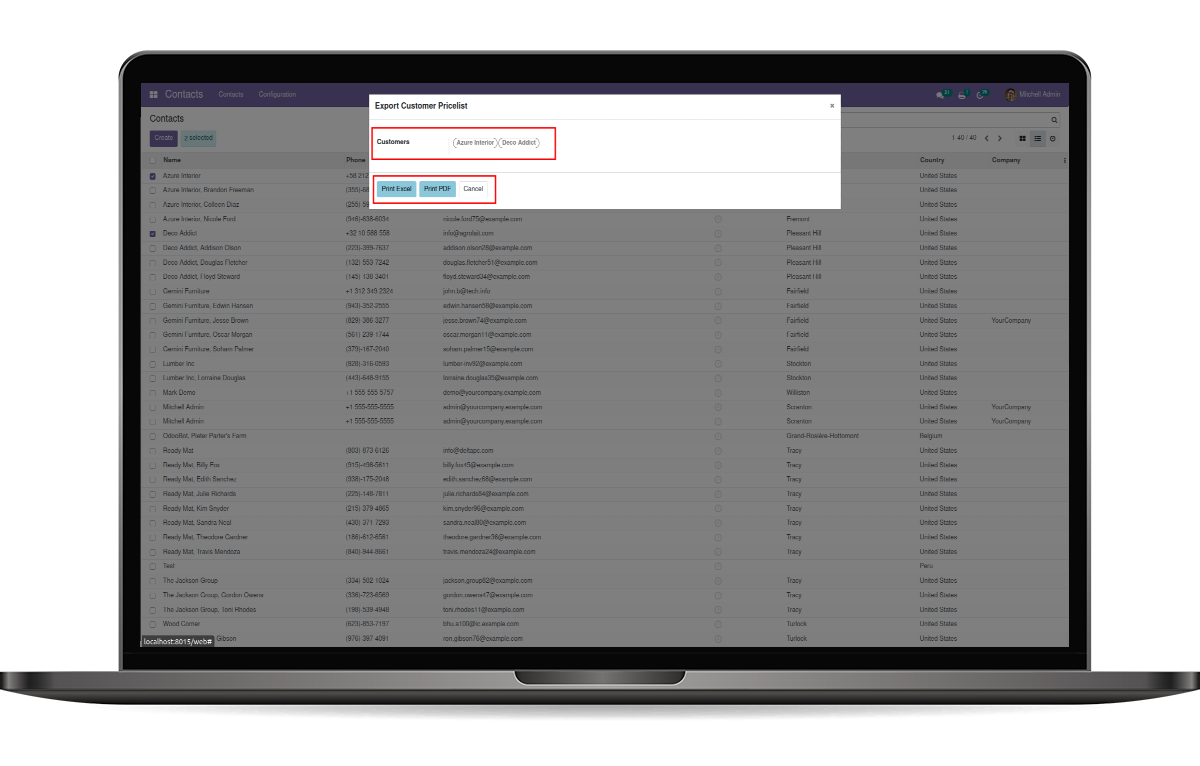 Contacts Contacts Configuration Mitchell Admin
Export Customer Pricelist ×
Contacts
Customers Azure Interior Deco Addict
Create 2 selected 1-40 / 40
Name Phone Country Company
Print Excel Print PDF Cancel
Azure Interior United States
Azure Interior, Brandon Freeman United States
Azure Interior, Colleen Diaz United States
Azure Interior, Nicole Ford (946)-638-6034 nicole.ford75@example.com Fremont United States
Deco Addict +32 10 588 558 info@agrolait.com Pleasant Hill United States
Deco Addict, Addison Olson (223)-399-7637 addison.olson28@example.com Pleasant Hill United States
Deco Addict, Douglas Fletcher (132) 553 7242 douglas.fletcher51@example.com Pleasant Hill United States
Deco Addict, Floyd Steward (145) 138 3401 floyd.steward34@example.com Pleasant Hill United States
Gemini Furniture +1 312 349 2324 john.b@tech.info Fairfield United States
Gemini Furniture, Edwin Hansen (943)-352-2555 edwin.hansen58@example.com Fairfield United States
Gemini Furniture, Jesse Brown (829) 386 3277 jesse.brown74@example.com Fairfield United States YourCompany
Gemini Furniture, Oscar Morgan (561) 239 1744 oscar.morgan11@example.com Fairfield United States
Gemini Furniture, Soham Palmer (379)-167-2040 soham.palmer15@example.com Fairfield United States
Lumber Inc (828)-316-0593 lumber-inv92@example.com Stockton United States
Lumber Inc, Lorraine Douglas (443)-648-9155 lorraine.douglas35@example.com Stockton United States
Mark Demo +1 555 555 5757 demo@yourcompany.example.com Williston United States
Mitchell Admin +1 555-555-5555 admin@yourcompany.example.com Scranton United States YourCompany
Mitchell Admin +1 555-555-5555 admin@yourcompany.example.com Scranton United States YourCompany
OdooBot, Pieter Parter's Farm Grand-Rosière-Hottomont Belgium
Ready Mat (803) 873 6126 info@deltapc.com Tracy United States
Ready Mat, Billy Fox (915)-498-5611 billy.fox45@example.com Tracy United States
Ready Mat, Edith Sanchez (338)-175-2048 edith.sanchez68@example.com Tracy United States
Ready Mat, Julie Richards (225)-148-7811 julie.richards84@example.com Tracy United States
Ready Mat, Kim Snyder (215) 379 4865 kim.snyder96@example.com Tracy United States
Ready Mat, Sandra Neal (430) 371 7293 sandra.neal80@example.com Tracy United States
Ready Mat, Theodore Gardner (186)-612-6561 theodore.gardner36@example.com Tracy United States
Ready Mat, Travis Mendoza (840)-944-8661 travis.mendoza24@example.com Tracy United States
Test Peru
The Jackson Group (334) 502 1024 jackson.group82@example.com Tracy United States
The Jackson Group, Gordon Owens (336)-723-6569 gordon.owens47@example.com Tracy United States
The Jackson Group, Toni Rhodes (198)-539-4948 toni.rhodes11@example.com Tracy United States
Wood Corner (623)-853-7197 bhu.a100@ic.example.com Turlock United States
localhost:8015/web# Gibson (976) 397 4091 ron.gibson76@example.com Turlock United States